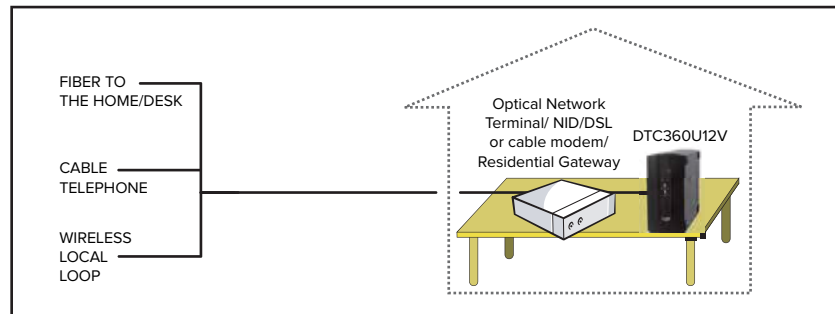 FIBER TO
THE HOME/DESK
CABLE
TELEPHONE
WIRELESS
LOCAL
LOOP
Optical Network
Terminal/ NID/DSL
or cable modem/
Residential Gateway
DTC360U12V